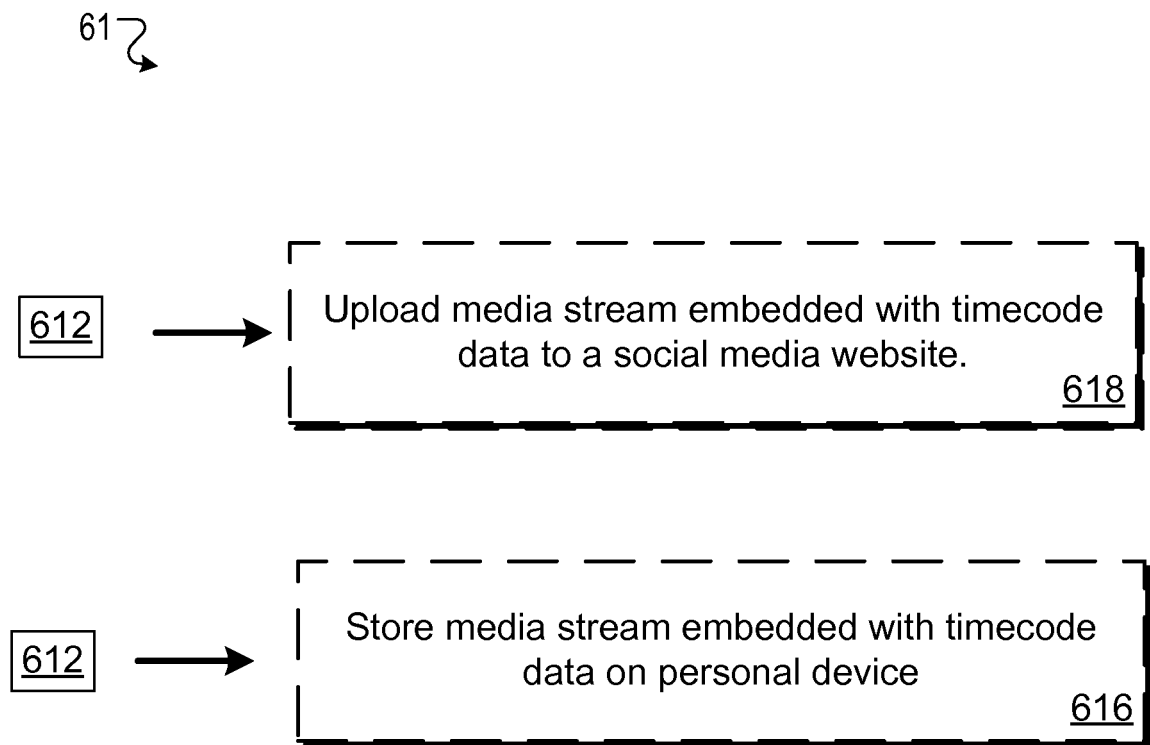 61
612
Upload media stream embedded with timecode
data to a social media website.
618
612
Store media stream embedded with timecode
data on personal device
616